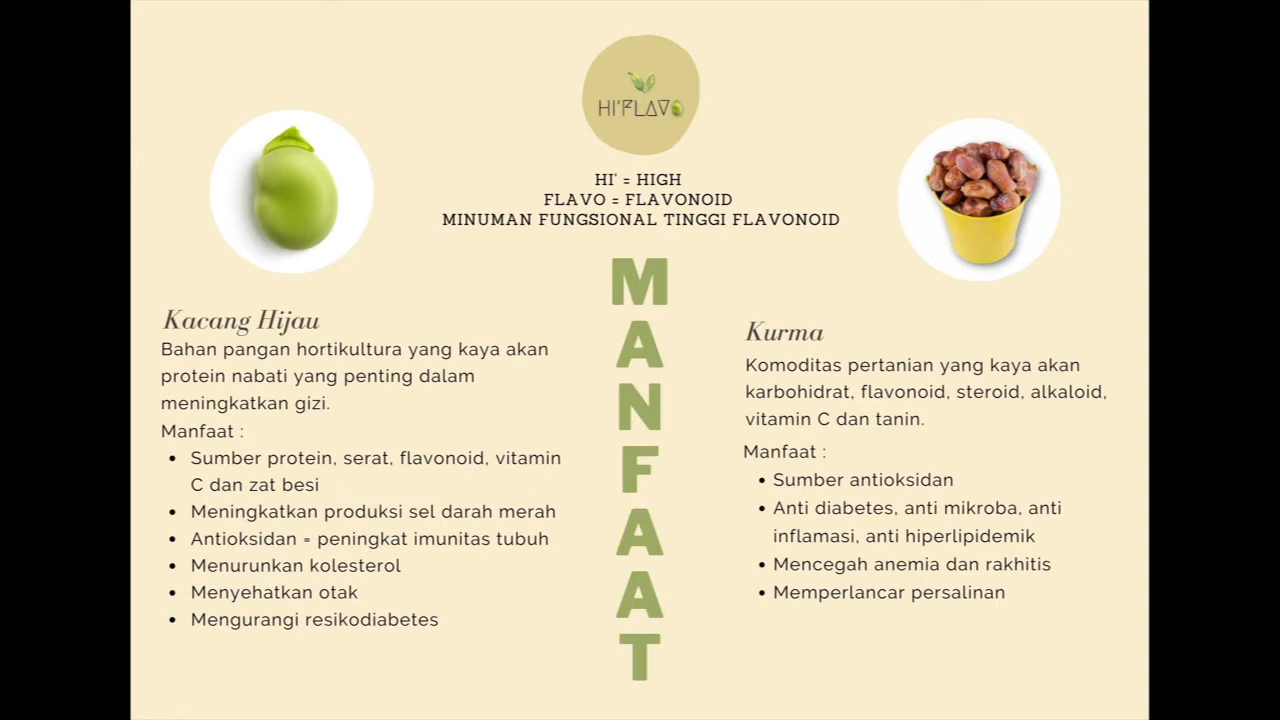 HI'FLAVO
HI' = HIGH
FLAVO = FLAVONOID
MINUMAN FUNGSIONAL TINGGI FLAVONOID
MANFAAT
Kacang Hijau
Bahan pangan hortikultura yang kaya akan
protein nabati yang penting dalam
meningkatkan gizi.
Manfaat :
• Sumber protein, serat, flavonoid, vitamin
C dan zat besi
• Meningkatkan produksi sel darah merah
• Antioksidan = peningkat imunitas tubuh
• Menurunkan kolesterol
• Menyehatkan otak
• Mengurangi resikodiabetes
Kurma
Komoditas pertanian yang kaya akan
karbohidrat, flavonoid, steroid, alkaloid,
vitamin C dan tanin.
Manfaat :
• Sumber antioksidan
• Anti diabetes, anti mikroba, anti
inflamasi, anti hiperlipidemik
• Mencegah anemia dan rakhitis
• Memperlancar persalinan